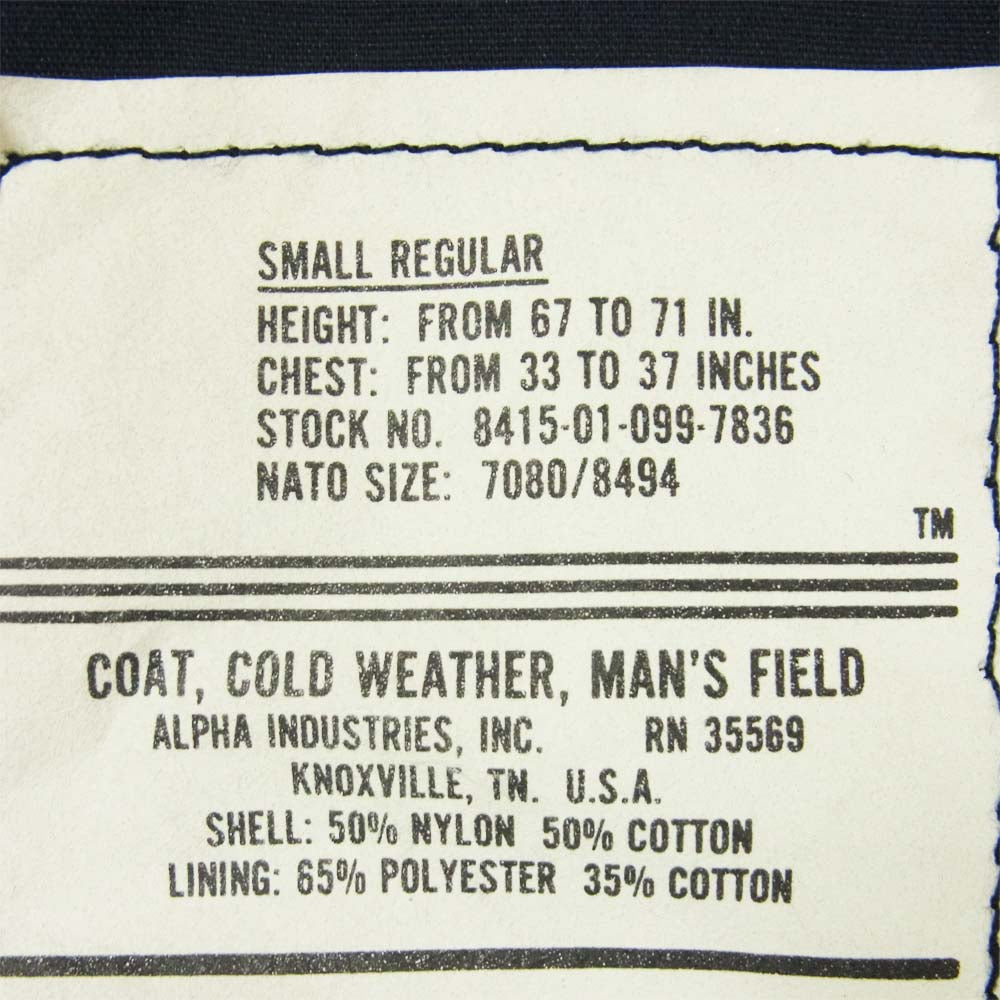 SMALL REGULAR
HEIGHT: FROM 67 TO 71 IN.
CHEST: FROM 33 TO 37 INCHES
STOCK NO. 8415-01-099-7836
NATO SIZE: 7080/8494
TM
COAT, COLD WEATHER, MAN'S FIELD
ALPHA INDUSTRIES, INC. RN 35569
KNOXVILLE, TN. U.S.A.
SHELL: 50% NYLON 50% COTTON
LINING: 65% POLYESTER 35% COTTON